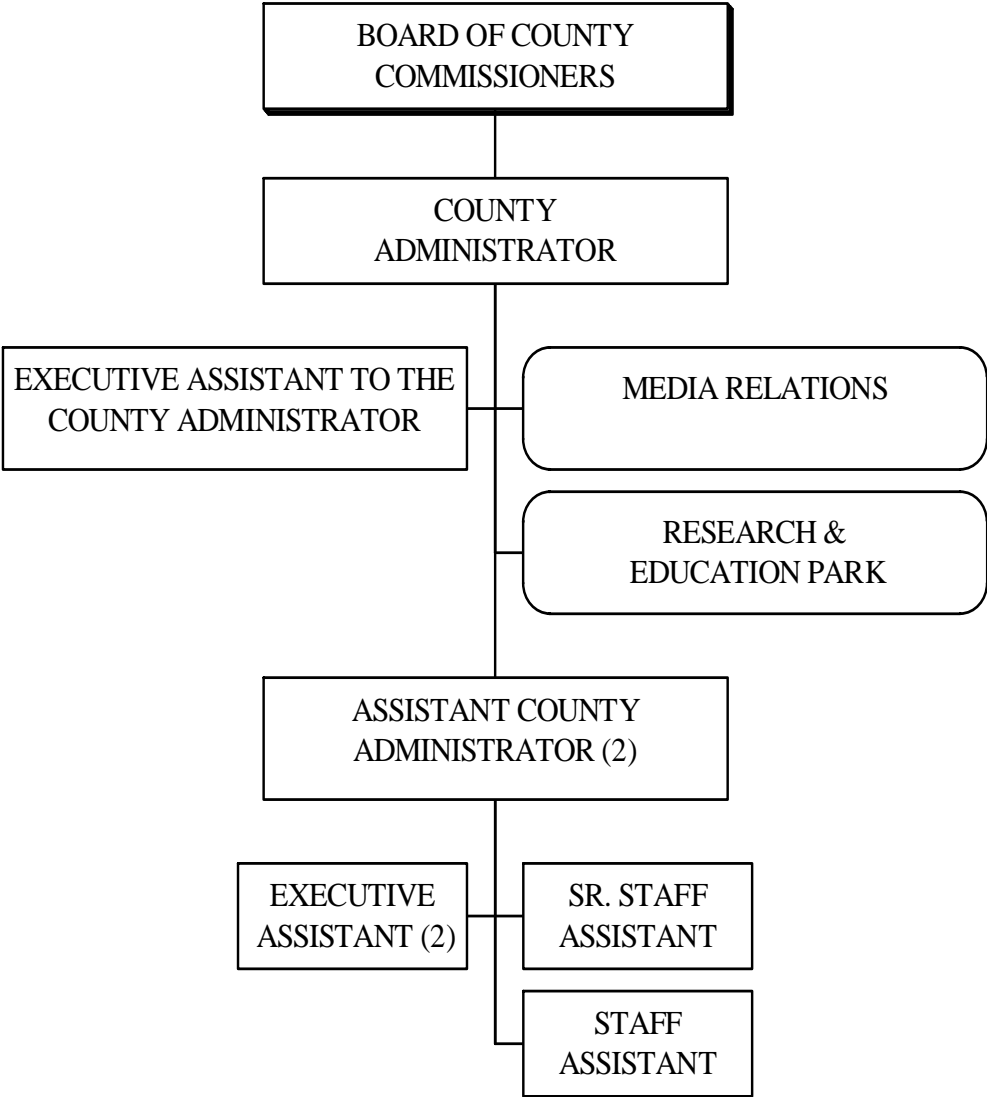 BOARD OF COUNTY
COMMISSIONERS
COUNTY
ADMINISTRATOR
EXECUTIVE ASSISTANT TO THE
COUNTY ADMINISTRATOR
MEDIA RELATIONS
RESEARCH &
EDUCATION PARK
ASSISTANT COUNTY
ADMINISTRATOR (2)
EXECUTIVE
ASSISTANT (2)
SR. STAFF
ASSISTANT
STAFF
ASSISTANT